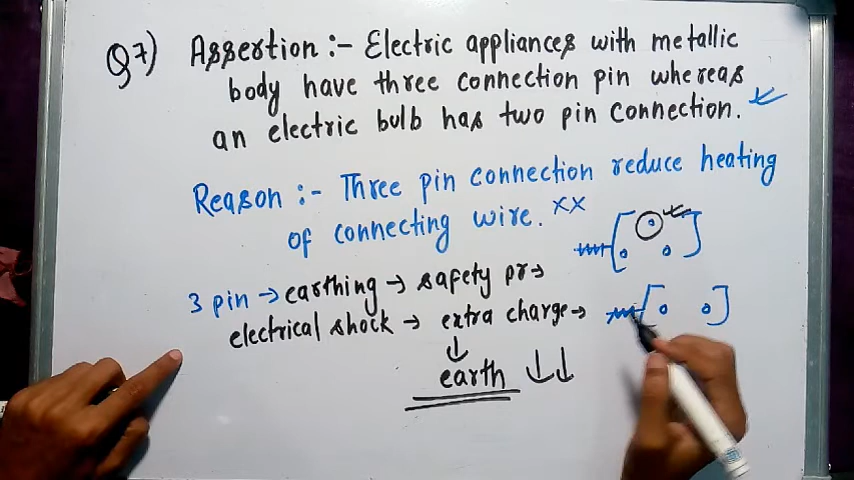 Q7) Assertion :- Electric appliances with metallic
body have three connection pin whereas
an electric bulb has two pin connection.
Reason :- Three pin connection reduce heating
of connecting wire. xx
3 pin → earthing → safety pr →
electrical shock → extra charge →
↓
earth ↓↓